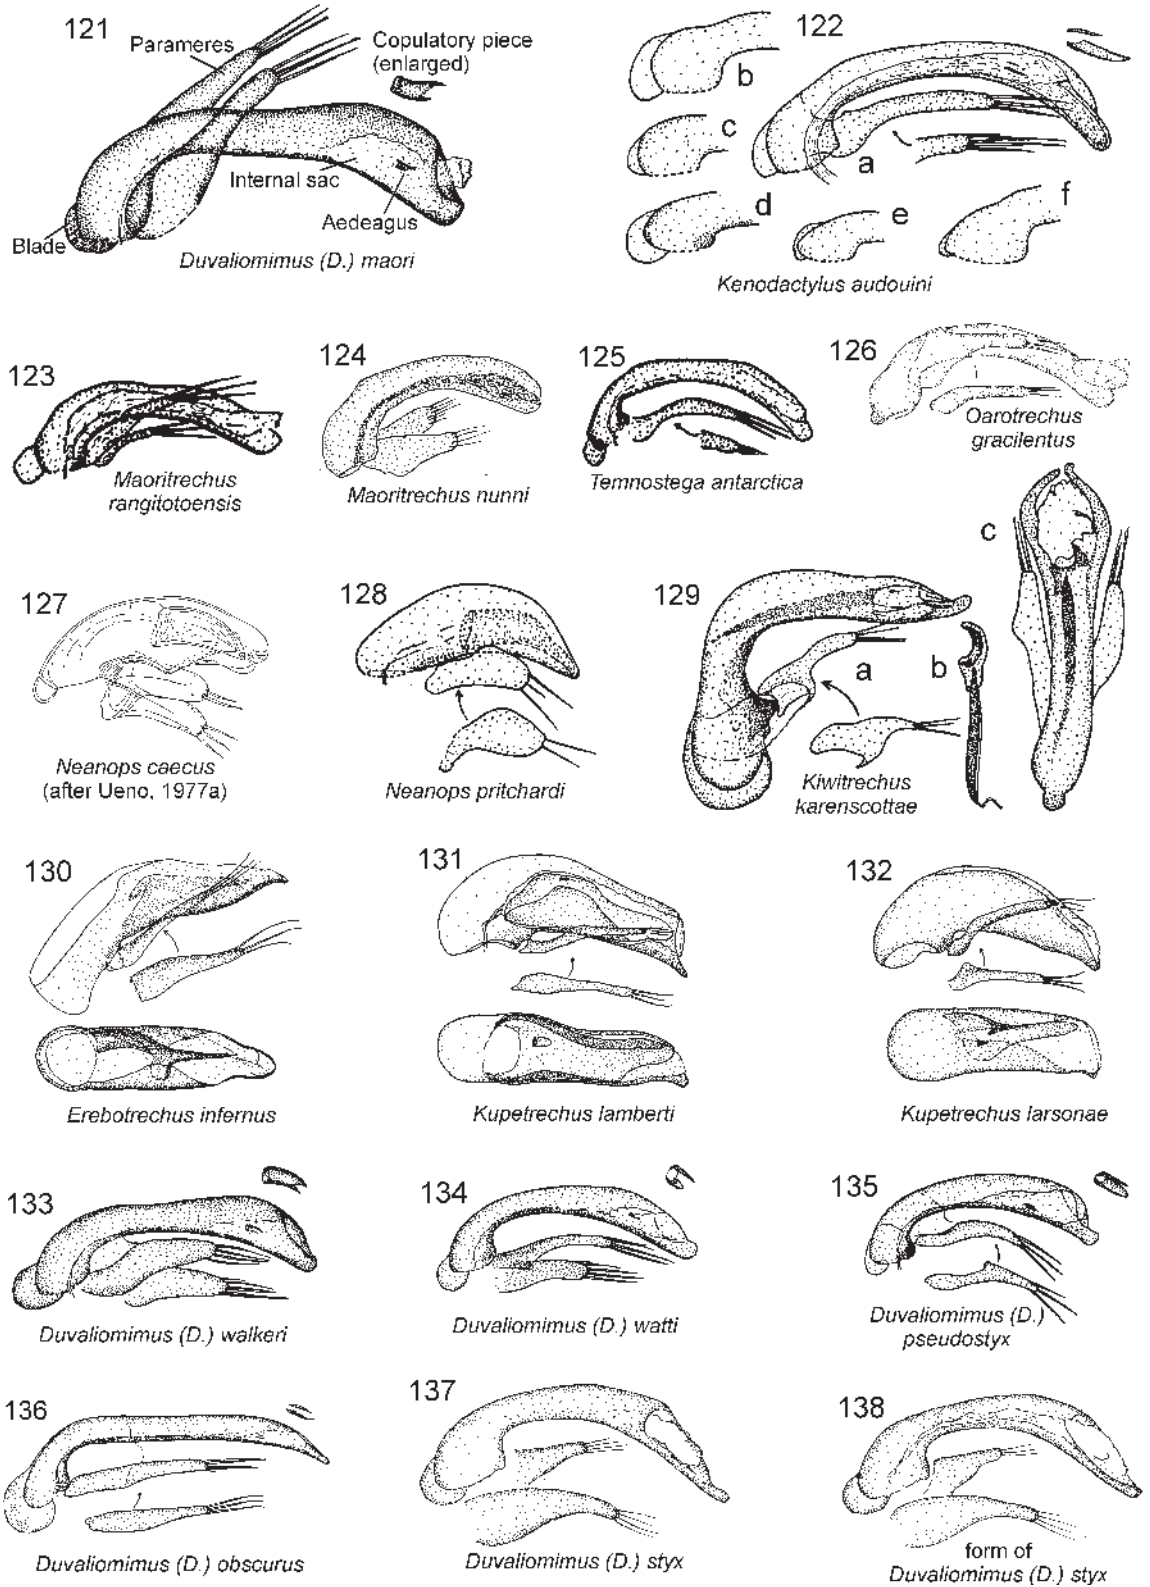 121
Parameres
Copulatory piece
(enlarged)
Internal sac
Aedeagus
Blade
Duvaliomimus (D.) maori
122
b
c
a
d
e
f
Kenodactylus audouini
123
Maoritrechus
rangitotoensis
124
Maoritrechus nunni
125
Temnostega antarctica
126
Oarotrechus
gracilentus
127
Neanops caecus
(after Ueno, 1977a)
128
Neanops pritchardi
129
a
b
c
Kiwitrechus
karenscottae
130
Erebotrechus infernus
131
Kupetrechus lamberti
132
Kupetrechus larsonae
133
Duvaliomimus (D.) walkeri
134
Duvaliomimus (D.) watti
135
Duvaliomimus (D.)
pseudostyx
136
Duvaliomimus (D.) obscurus
137
Duvaliomimus (D.) styx
138
form of
Duvaliomimus (D.) styx